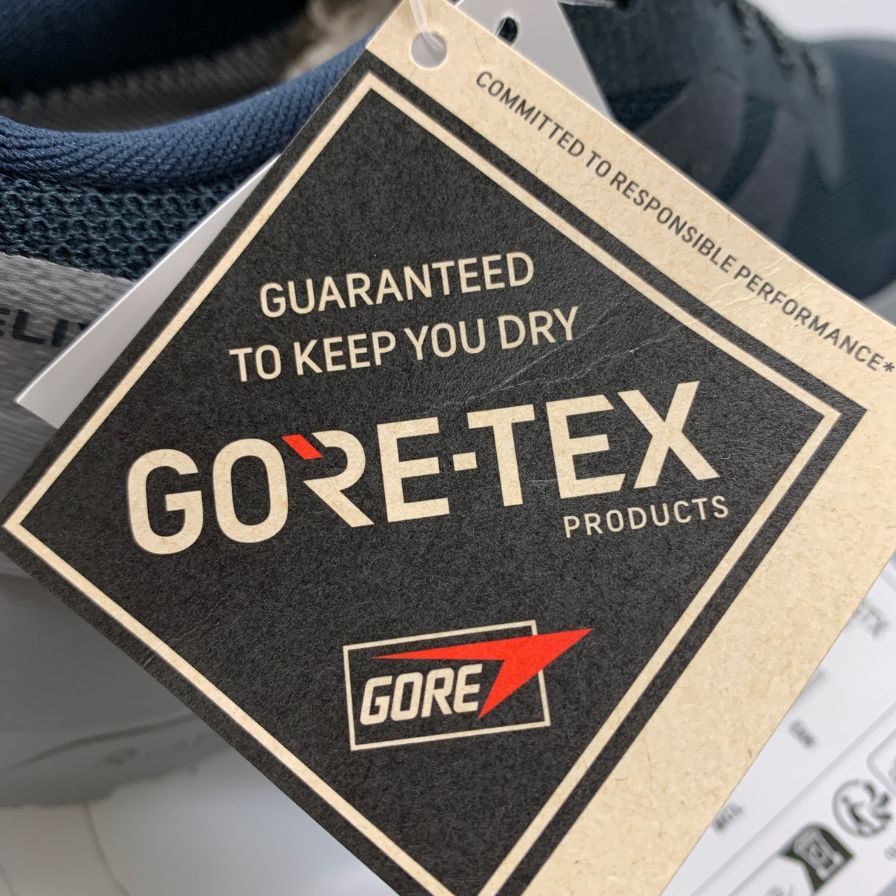 COMMITTED TO RESPONSIBLE PERFORMANCE*
GUARANTEED
TO KEEP YOU DRY
GORE-TEX
PRODUCTS
GORE